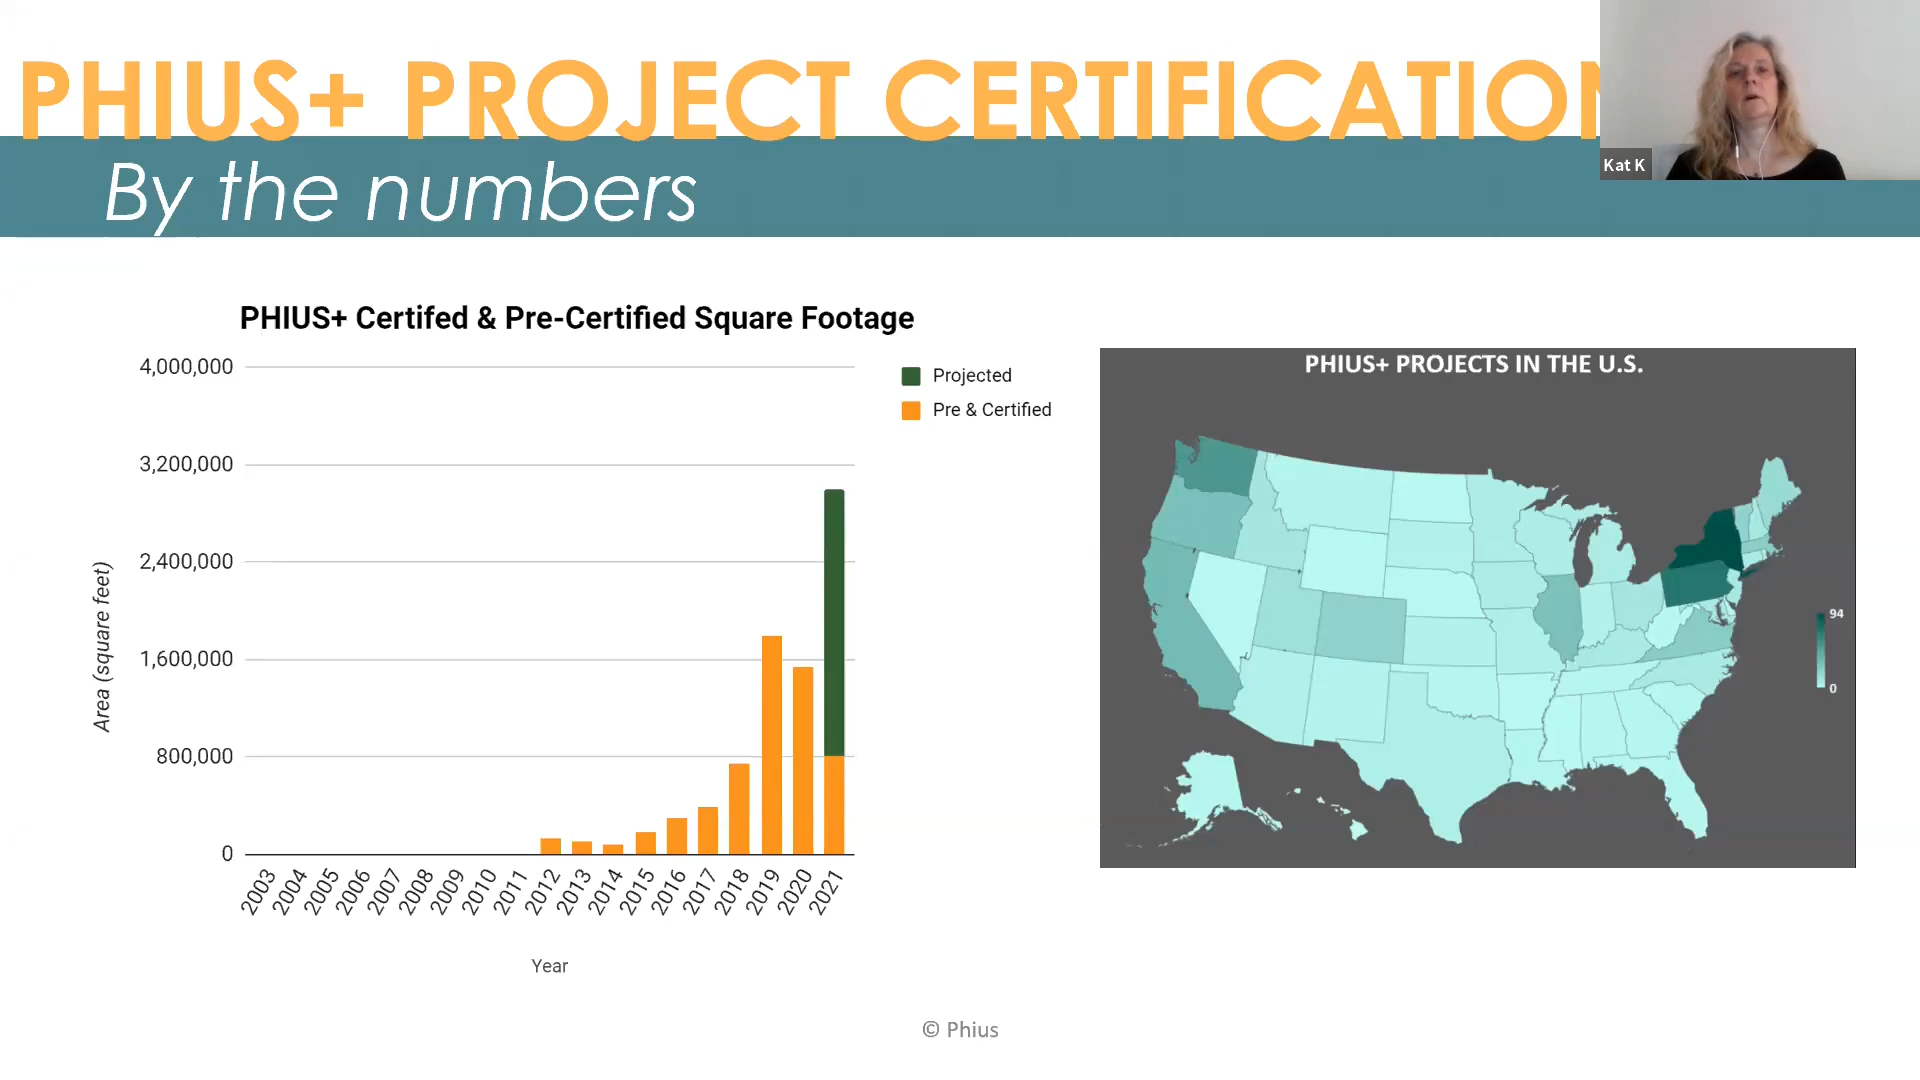 PHIUS+ PROJECT CERTIFICATION
Kat K
By the numbers
PHIUS+ Certifed & Pre-Certified Square Footage
4,000,000
3,200,000
2,400,000
1,600,000
800,000
0
Area (square feet)
2003
2004
2005
2006
2007
2008
2009
2010
2011
2012
2013
2014
2015
2016
2017
2018
2019
2020
2021
Year
Projected
Pre & Certified
PHIUS+ PROJECTS IN THE U.S.
94
0
© Phius